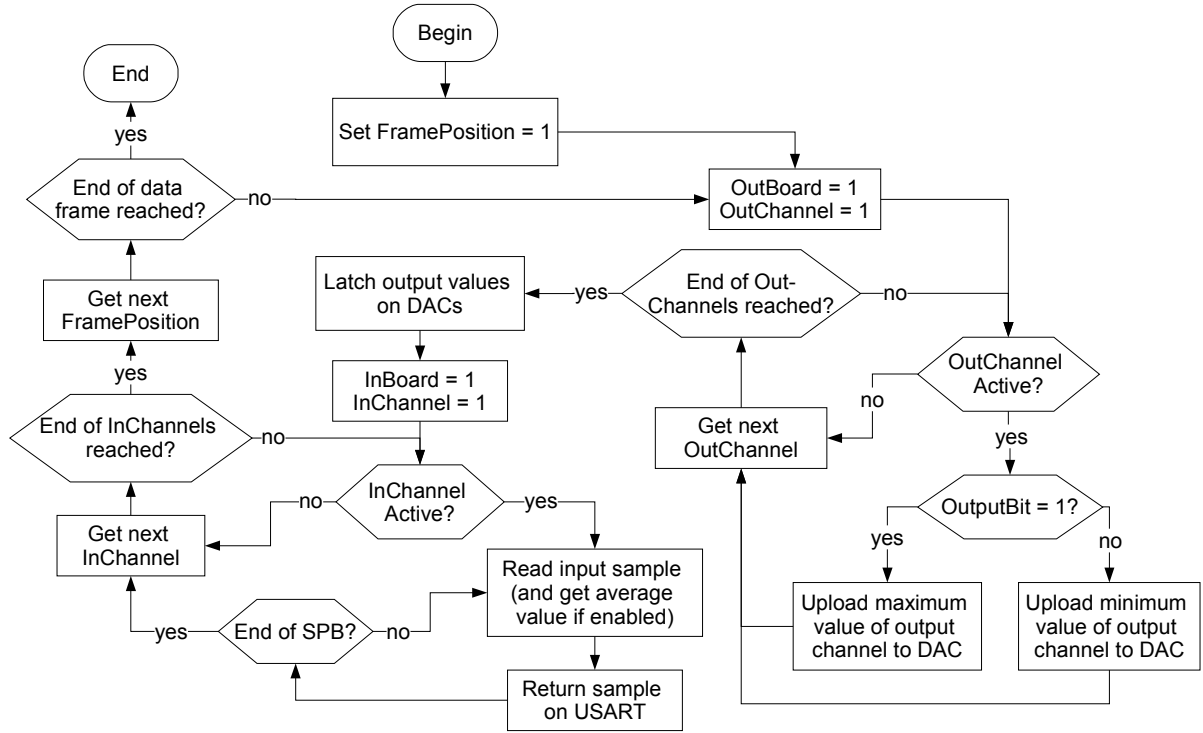 Begin
End
yes
Set FramePosition = 1
End of data
frame reached?
no
OutBoard = 1
OutChannel = 1
Latch output values
on DACs
yes
End of Out-
Channels reached?
no
Get next
FramePosition
yes
InBoard = 1
InChannel = 1
OutChannel
Active?
no
yes
End of InChannels
reached?
no
Get next
OutChannel
InChannel
Active?
no
yes
OutputBit = 1?
yes
no
Get next
InChannel
Read input sample
(and get average
value if enabled)
Upload maximum
value of output
channel to DAC
Upload minimum
value of output
channel to DAC
End of SPB?
yes
no
Return sample
on USART